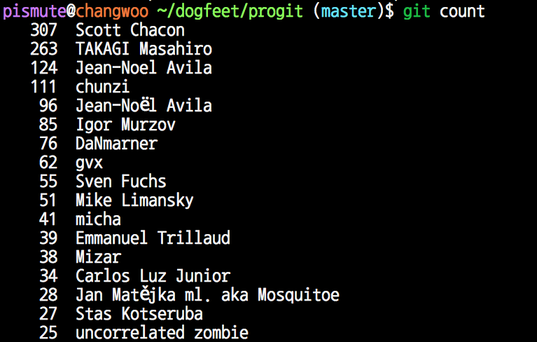 pismute@changwoo ~/dogfeet/progit (master)$ git count
307 Scott Chacon
263 TAKAGI Masahiro
124 Jean-Noel Avila
111 chunzi
96 Jean-Noël Avila
85 Igor Murzov
76 DaNmarner
62 gvx
55 Sven Fuchs
51 Mike Limansky
41 micha
39 Emmanuel Trillaud
38 Mizar
34 Carlos Luz Junior
28 Jan Matějka ml. aka Mosquitoe
27 Stas Kotseruba
25 uncorrelated zombie